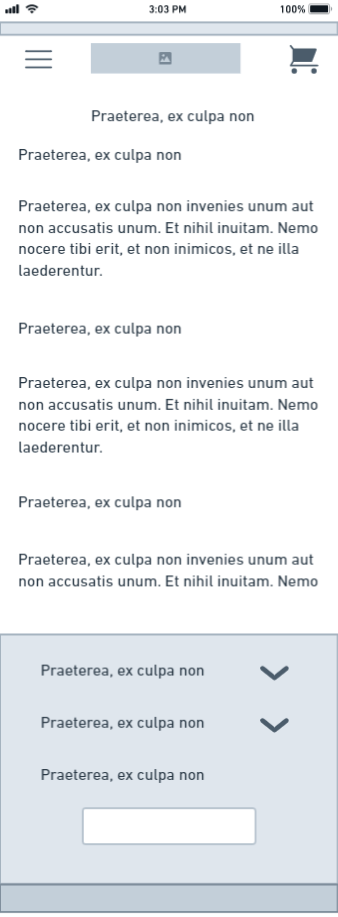 3:03 PM
100%
Praeterea, ex culpa non
Praeterea, ex culpa non
Praeterea, ex culpa non invenies unum aut
non accusatis unum. Et nihil inuitam. Nemo
nocere tibi erit, et non inimicos, et ne illa
laederentur.
Praeterea, ex culpa non
Praeterea, ex culpa non invenies unum aut
non accusatis unum. Et nihil inuitam. Nemo
nocere tibi erit, et non inimicos, et ne illa
laederentur.
Praeterea, ex culpa non
Praeterea, ex culpa non invenies unum aut
non accusatis unum. Et nihil inuitam. Nemo
Praeterea, ex culpa non
Praeterea, ex culpa non
Praeterea, ex culpa non